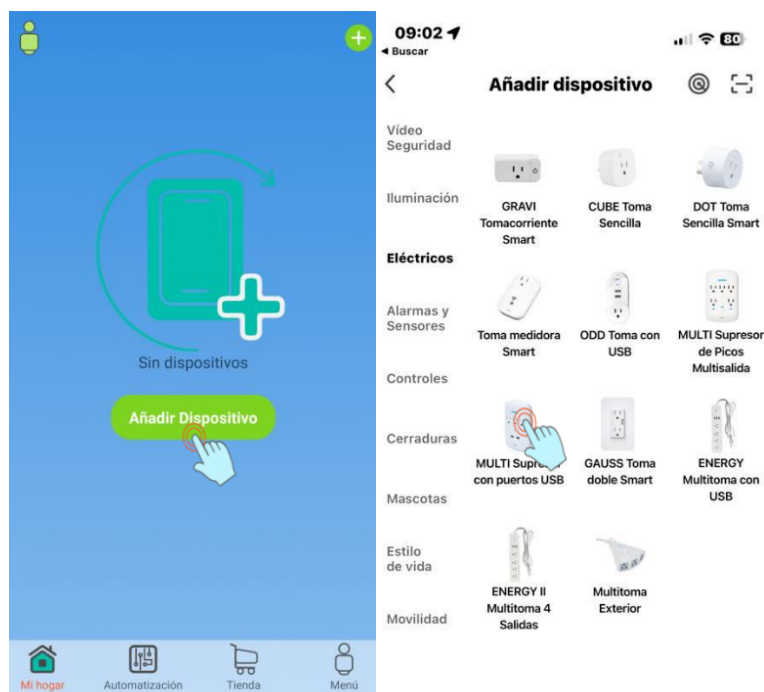 Sin dispositivos
Añadir Dispositivo
Mi hogar
Automatización
Tienda
Menú
09:02
80
Buscar
Añadir dispositivo
Vídeo
Seguridad
Iluminación
Eléctricos
Alarmas y
Sensores
Controles
Cerraduras
Mascotas
Estilo
de vida
Movilidad
GRAVI
Tomacorriente
Smart
CUBE Toma
Sencilla
DOT Toma
Sencilla Smart
Toma medidora
Smart
ODD Toma con
USB
MULTI Supresor
de Picos
Multisalida
MULTI Supresor
con puertos USB
GAUSS Toma
doble Smart
ENERGY
Multitoma con
USB
ENERGY II
Multitoma 4
Salidas
Multitoma
Exterior